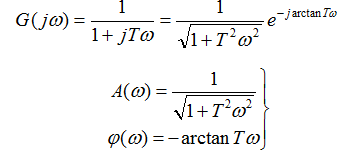 G(jω) = 1/(1 + jTω) = 1/√(1 + T²ω²) e^(−j arctan Tω)
A(ω) = 1/√(1 + T²ω²)
φ(ω) = −arctan Tω }